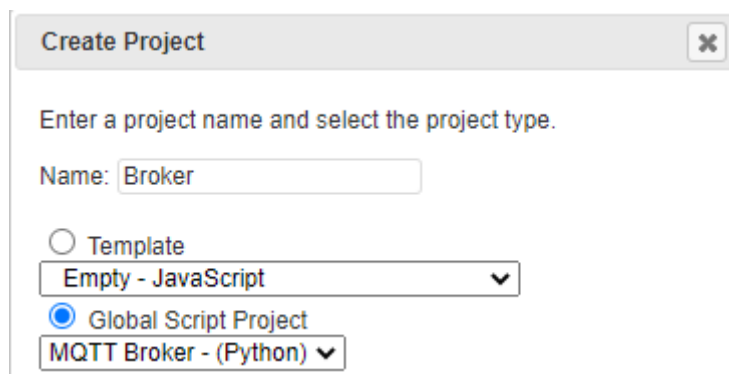 Create Project
Enter a project name and select the project type.
Name: Broker
Template
Empty - JavaScript
Global Script Project
MQTT Broker - (Python)